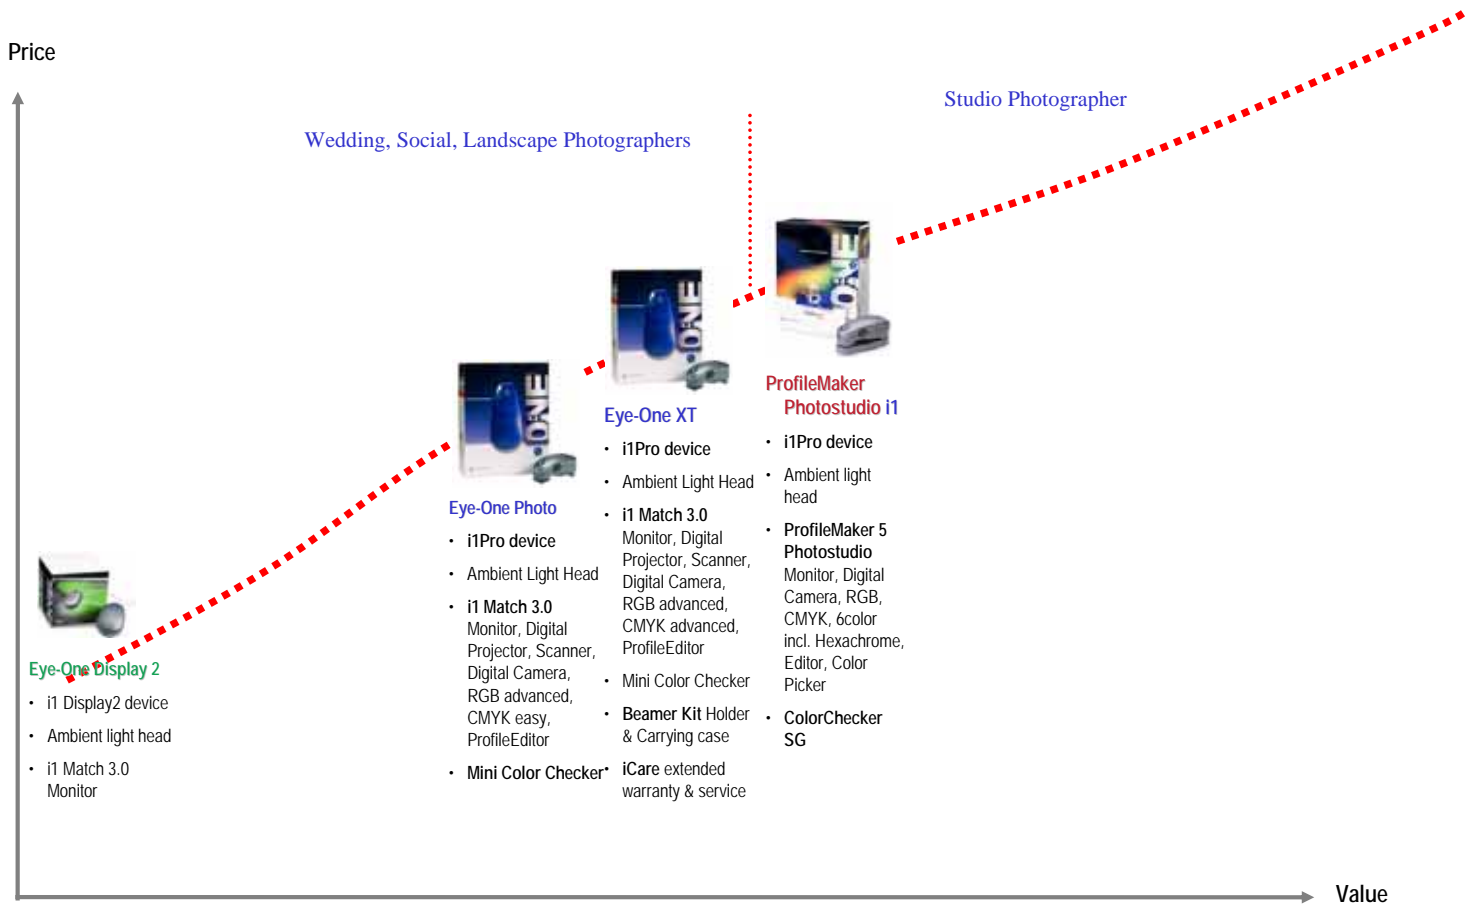 Price
Studio Photographer
Wedding, Social, Landscape Photographers
Eye-One Display 2
• i1 Display2 device
• Ambient light head
• i1 Match 3.0
Monitor
ONE
Eye-One Photo
• i1Pro device
• Ambient Light Head
• i1 Match 3.0
Monitor, Digital
Projector, Scanner,
Digital Camera,
RGB advanced,
CMYK easy,
ProfileEditor
• Mini Color Checker
ONE
Eye-One XT
• i1Pro device
• Ambient Light Head
• i1 Match 3.0
Monitor, Digital
Projector, Scanner,
Digital Camera,
RGB advanced,
CMYK advanced,
ProfileEditor
• Mini Color Checker
• Beamer Kit Holder
& Carrying case
• iCare extended
warranty & service
ONE
ProfileMaker
Photostudio i1
• i1Pro device
• Ambient light
head
• ProfileMaker 5
Photostudio
Monitor, Digital
Camera, RGB,
CMYK, 6color
incl. Hexachrome,
Editor, Color
Picker
• ColorChecker
SG
Value